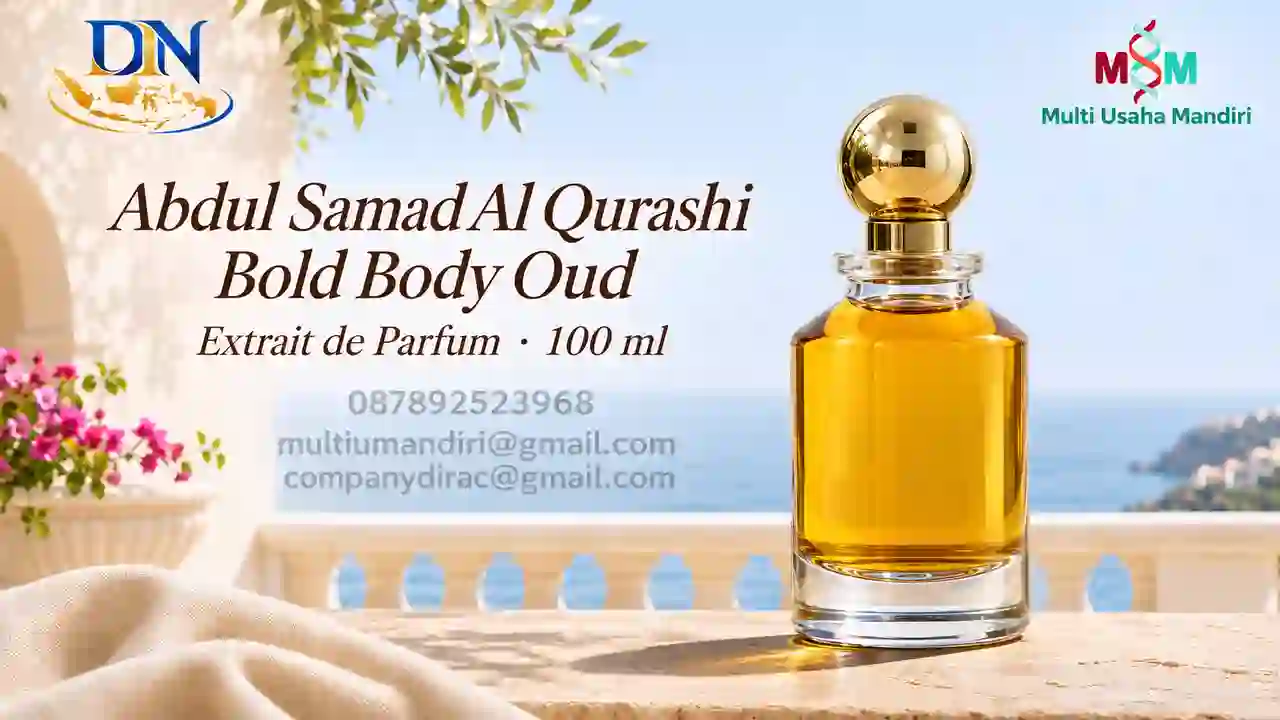 DIN
MSM
Multi Usaha Mandiri
Abdul Samad Al Qurashi
Bold Body Oud
Extrait de Parfum · 100 ml
087892523968
multiumandiri@gmail.com
companydirac@gmail.com